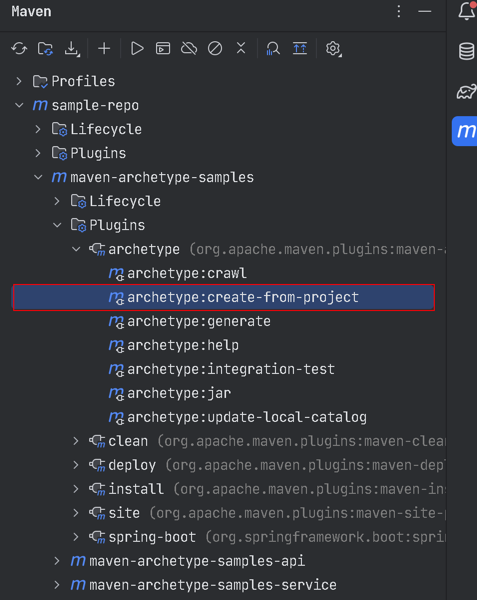 Maven
Profiles
sample-repo
Lifecycle
Plugins
maven-archetype-samples
Lifecycle
Plugins
archetype (org.apache.maven.plugins:maven-a
archetype:crawl
archetype:create-from-project
archetype:generate
archetype:help
archetype:integration-test
archetype:jar
archetype:update-local-catalog
clean (org.apache.maven.plugins:maven-clean
deploy (org.apache.maven.plugins:maven-depl
install (org.apache.maven.plugins:maven-ins
site (org.apache.maven.plugins:maven-site-p
spring-boot (org.springframework.boot:sprin
maven-archetype-samples-api
maven-archetype-samples-service